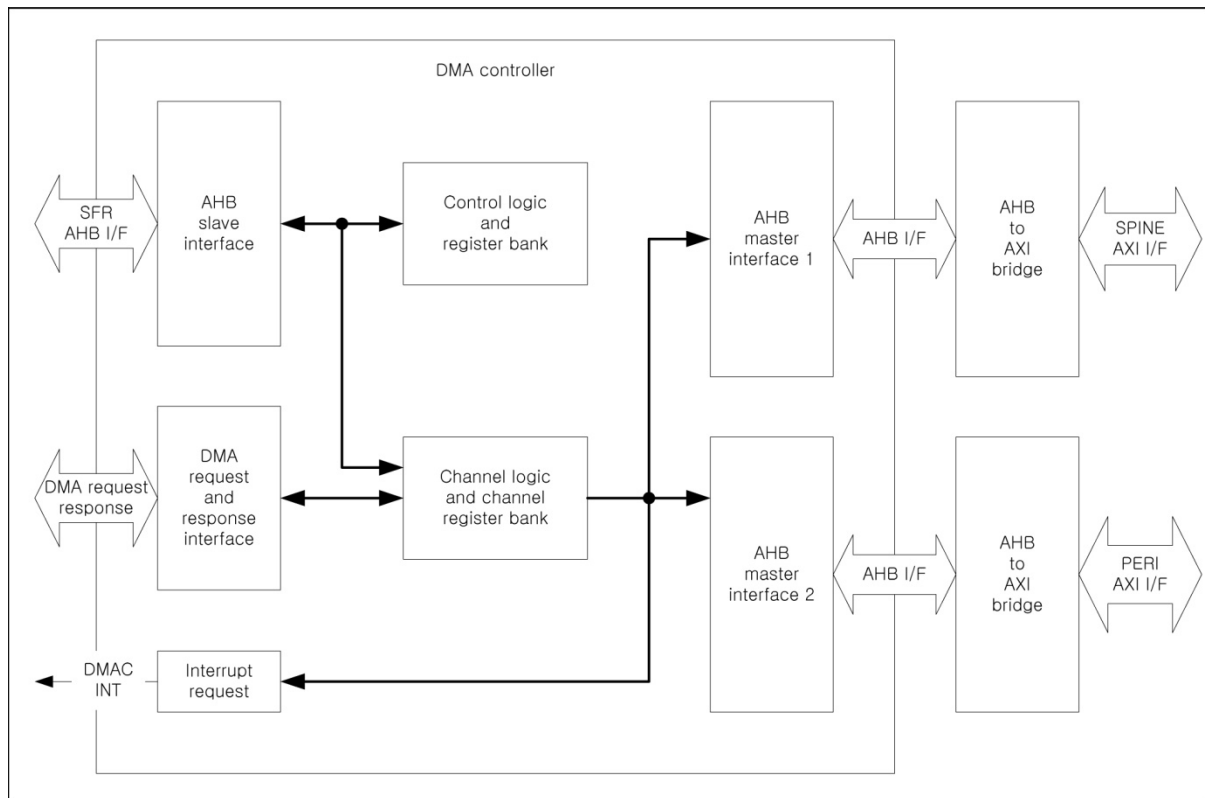 DMA controller
SFR
AHB I/F
AHB
slave
interface
Control logic
and
register bank
AHB
master
interface 1
AHB I/F
AHB
to
AXI
bridge
SPINE
AXI I/F
DMA request
response
DMA
request
and
response
interface
Channel logic
and channel
register bank
AHB
master
interface 2
AHB I/F
AHB
to
AXI
bridge
PERI
AXI I/F
DMAC
INT
Interrupt
request